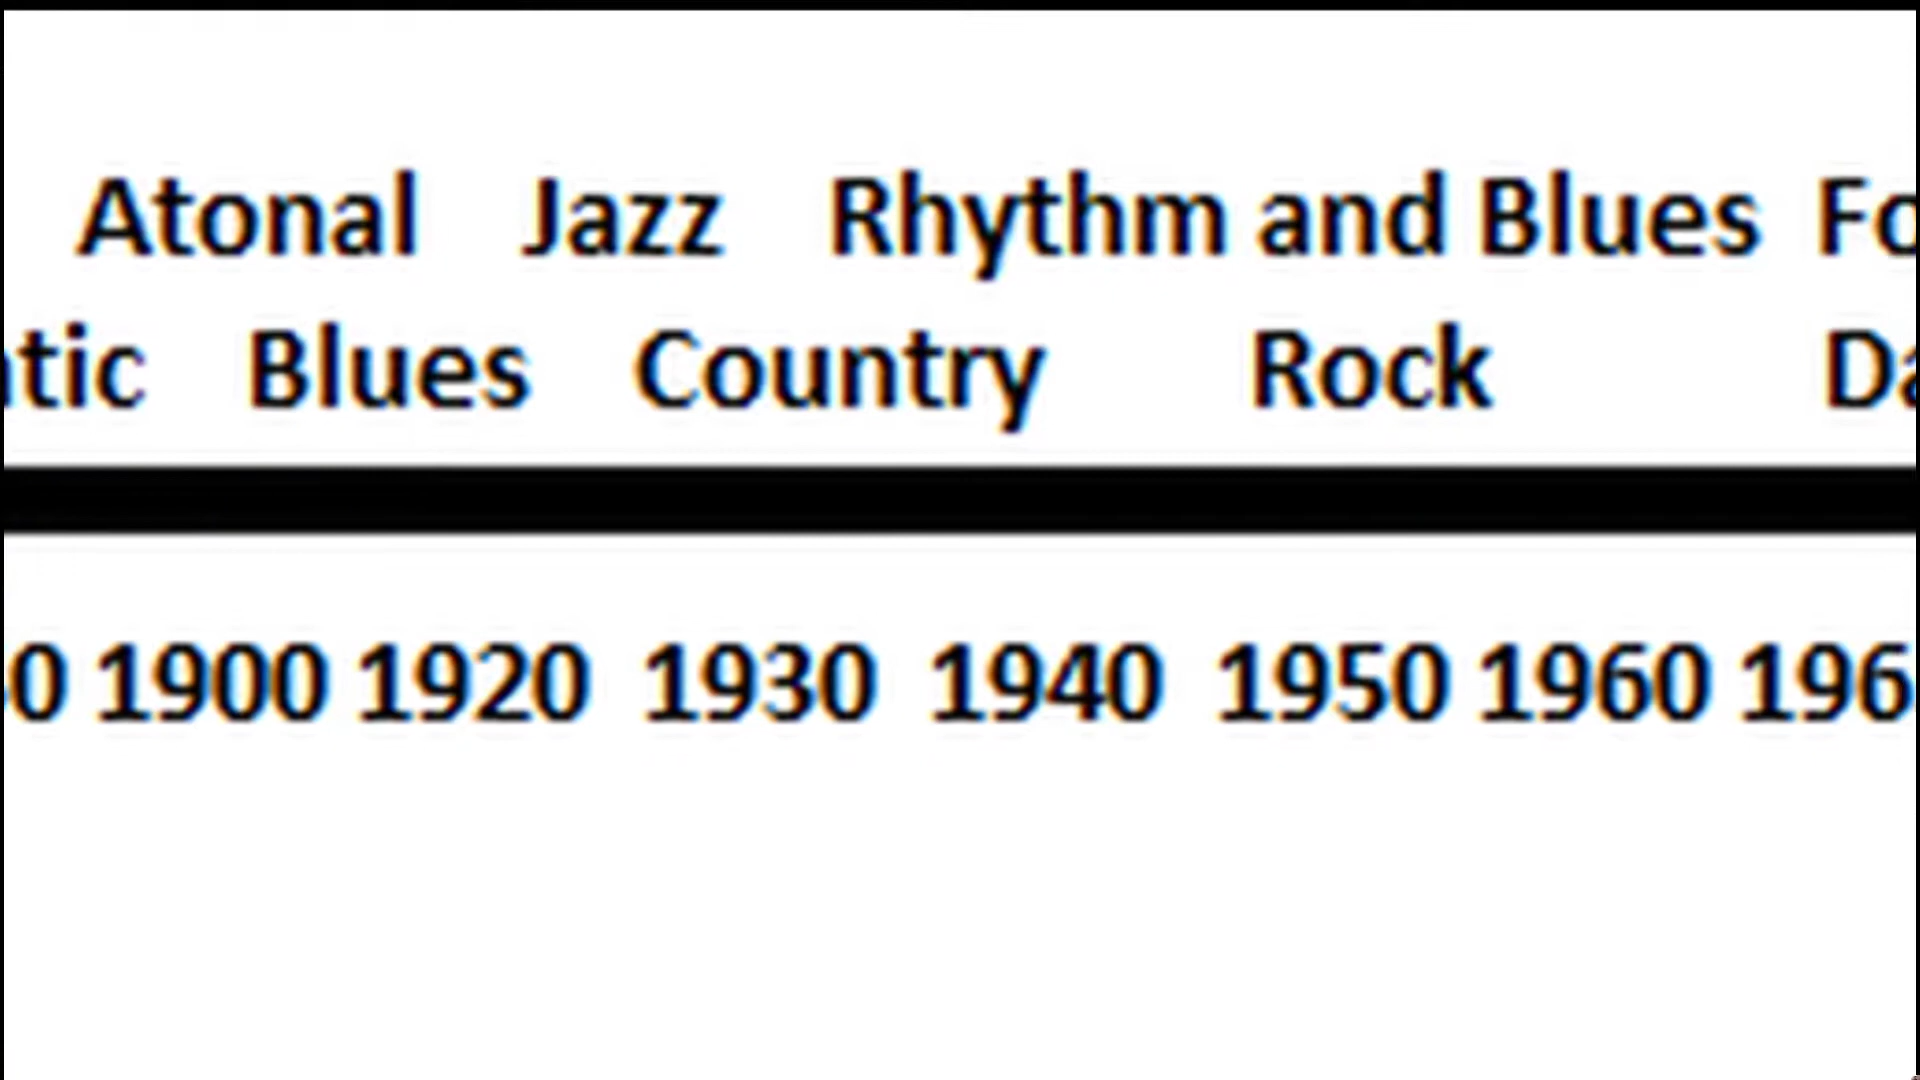 Atonal Jazz Rhythm and Blues
Blues Country Rock
1900 1920 1930 1940 1950 1960